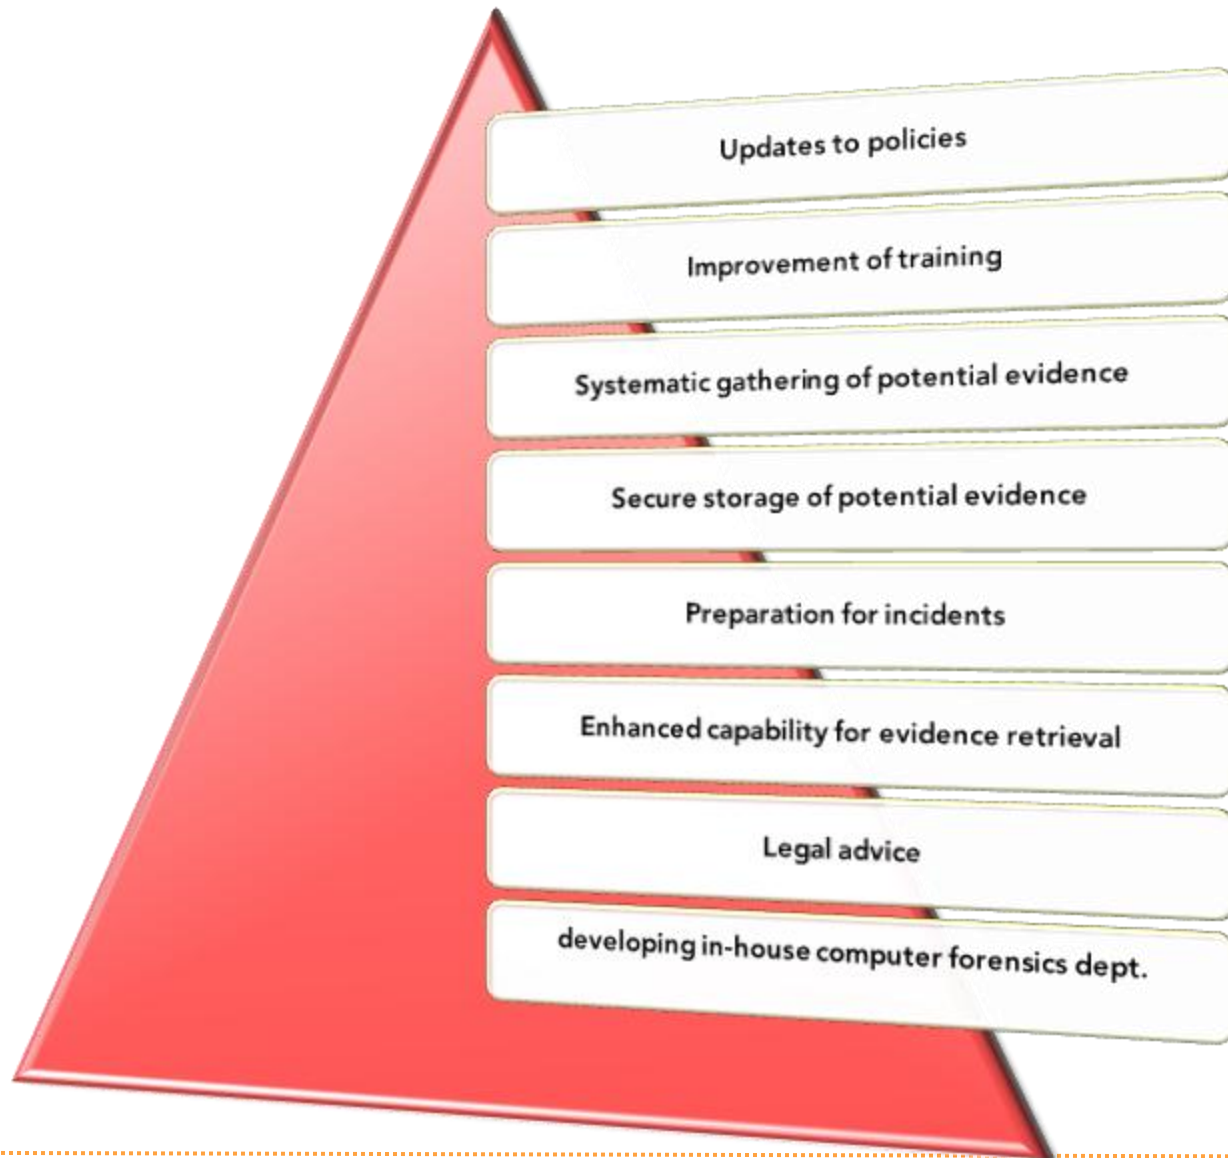 Updates to policies
Improvement of training
Systematic gathering of potential evidence
Secure storage of potential evidence
Preparation for incidents
Enhanced capability for evidence retrieval
Legal advice
developing in-house computer forensics dept.